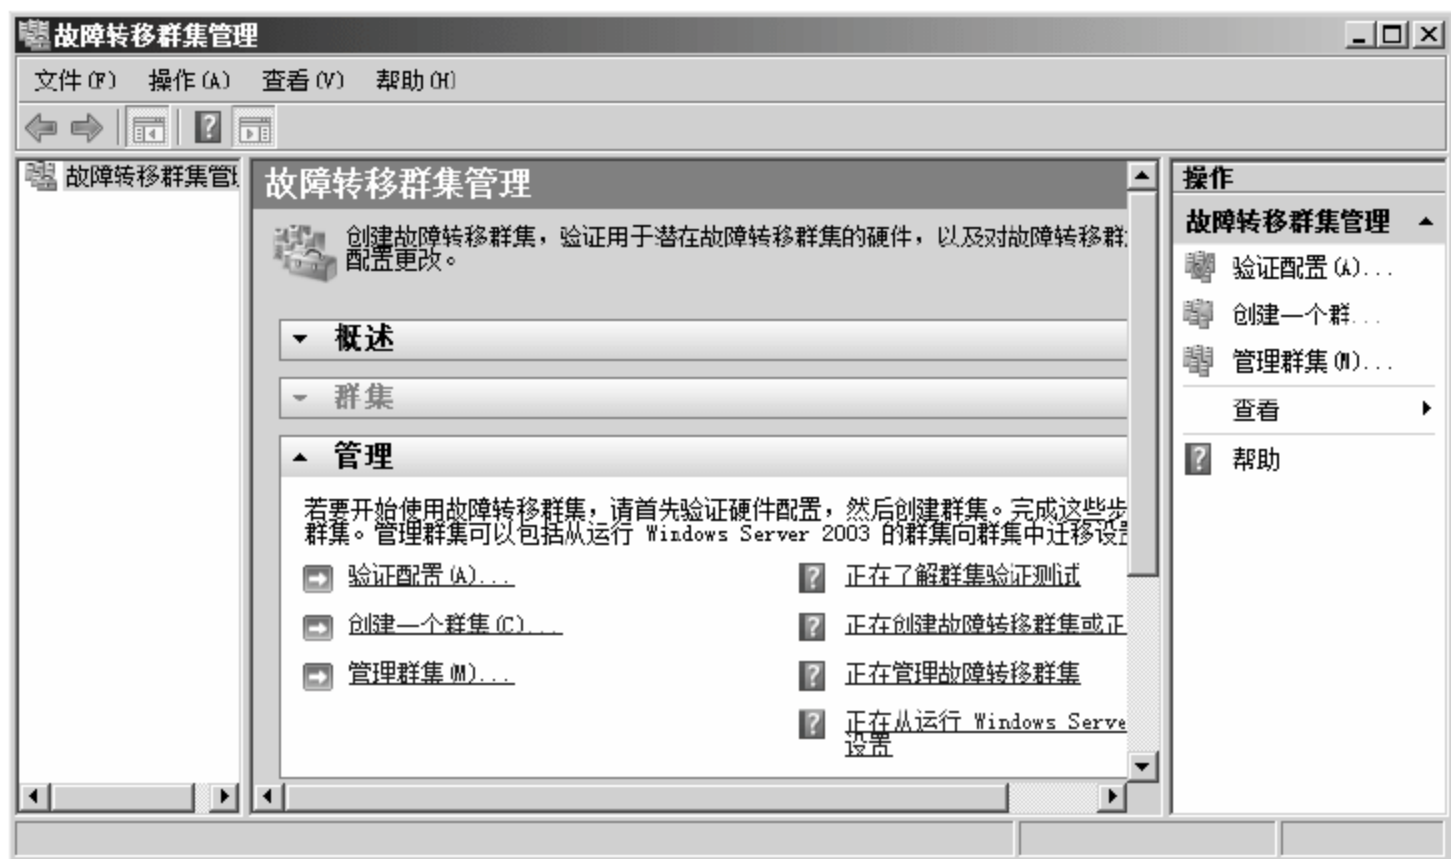 故障转移群集管理
文件(F) 操作(A) 查看(V) 帮助(H)
故障转移群集管
故障转移群集管理
创建故障转移群集，验证用于潜在故障转移群集的硬件，以及对故障转移群
配置更改。
概述
群集
管理
若要开始使用故障转移群集，请首先验证硬件配置，然后创建群集。完成这些步
群集。管理群集可以包括从运行 Windows Server 2003 的群集向群集中迁移设
验证配置(A)...
正在了解群集验证测试
创建一个群集(C)...
正在创建故障转移群集或正
管理群集(M)...
正在管理故障转移群集
正在从运行 Windows Serve
设置
操作
故障转移群集管理
验证配置(A)...
创建一个群...
管理群集(M)...
查看
帮助